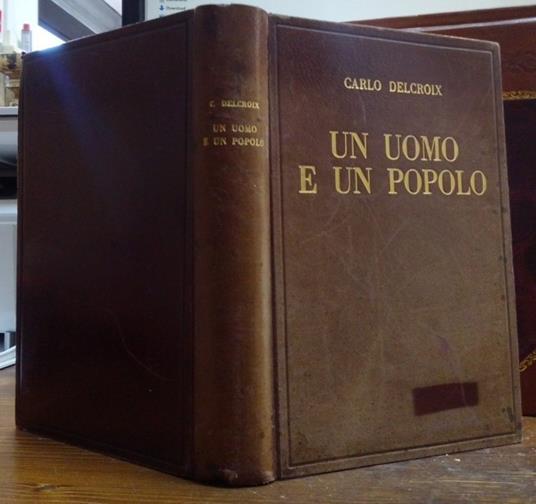 C. DELCROIX
UN UOMO
E UN POPOLO
CARLO DELCROIX
UN UOMO
E UN POPOLO